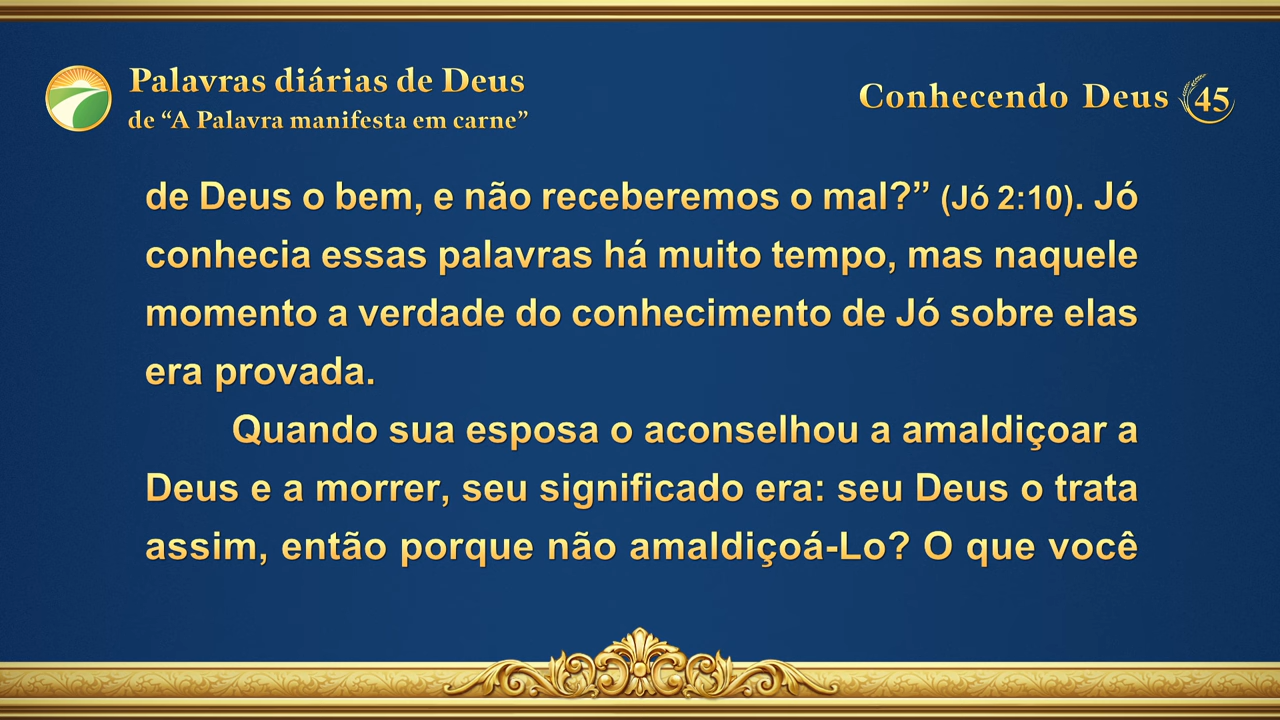 Palavras diárias de Deus
de “A Palavra manifesta em carne”
Conhecendo Deus 45
de Deus o bem, e não receberemos o mal?” (Jó 2:10). Jó
conhecia essas palavras há muito tempo, mas naquele
momento a verdade do conhecimento de Jó sobre elas
era provada.
Quando sua esposa o aconselhou a amaldiçoar a
Deus e a morrer, seu significado era: seu Deus o trata
assim, então porque não amaldiçoá-Lo? O que você